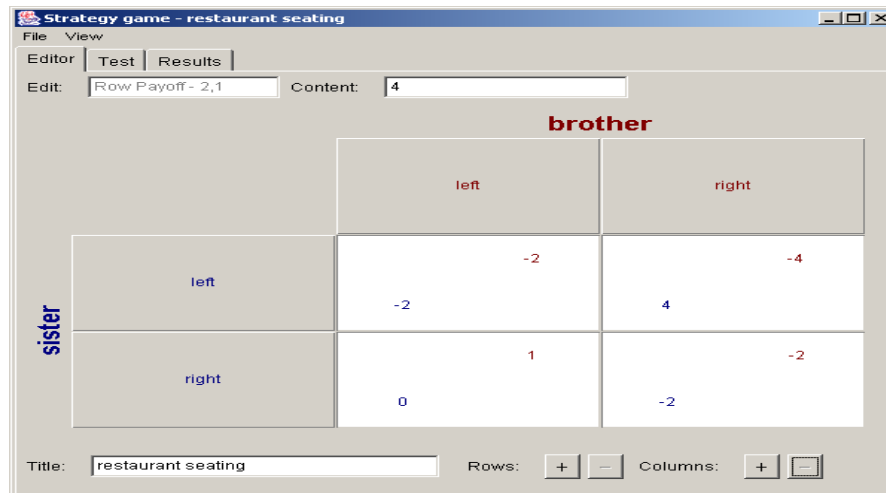 Strategy game - restaurant seating
File View
Editor Test Results
Edit: Row Payoff - 2,1 Content: 4
brother
left right
sister
left -2 -2 4 -4
right 0 1 -2 -2
Title: restaurant seating Rows: + - Columns: + -